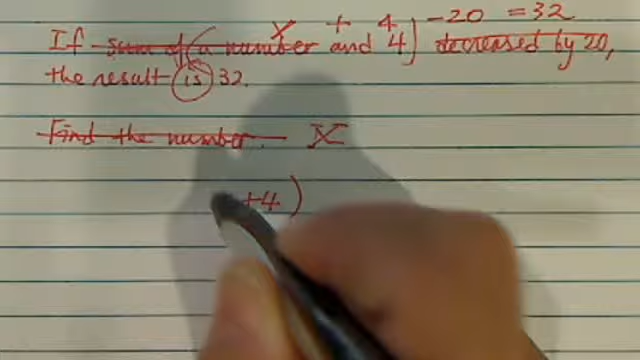 x + 4 -20 = 32
If sum of (a number and 4) decreased by 20,
the result is 32.
Find the number. X
+4)